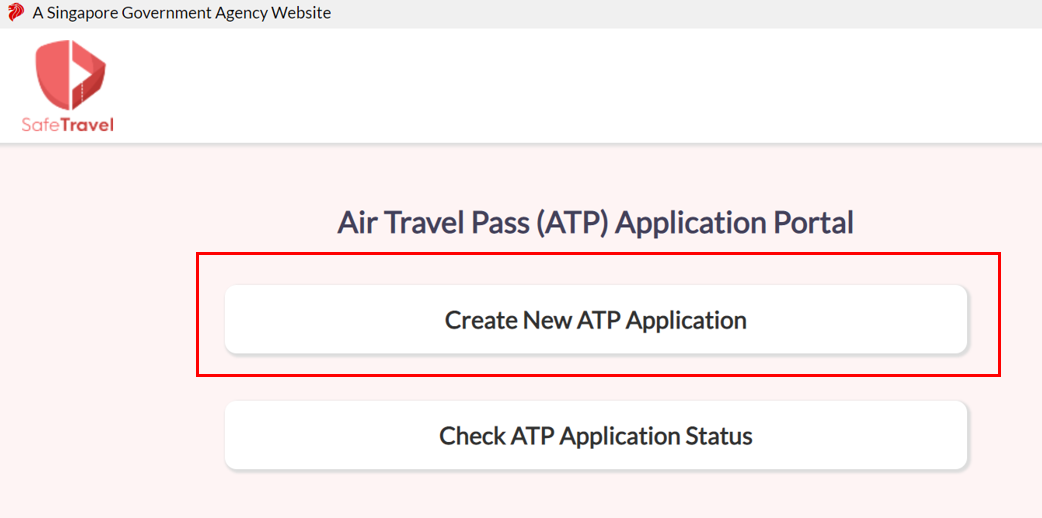 A Singapore Government Agency Website
SafeTravel
Air Travel Pass (ATP) Application Portal
Create New ATP Application
Check ATP Application Status